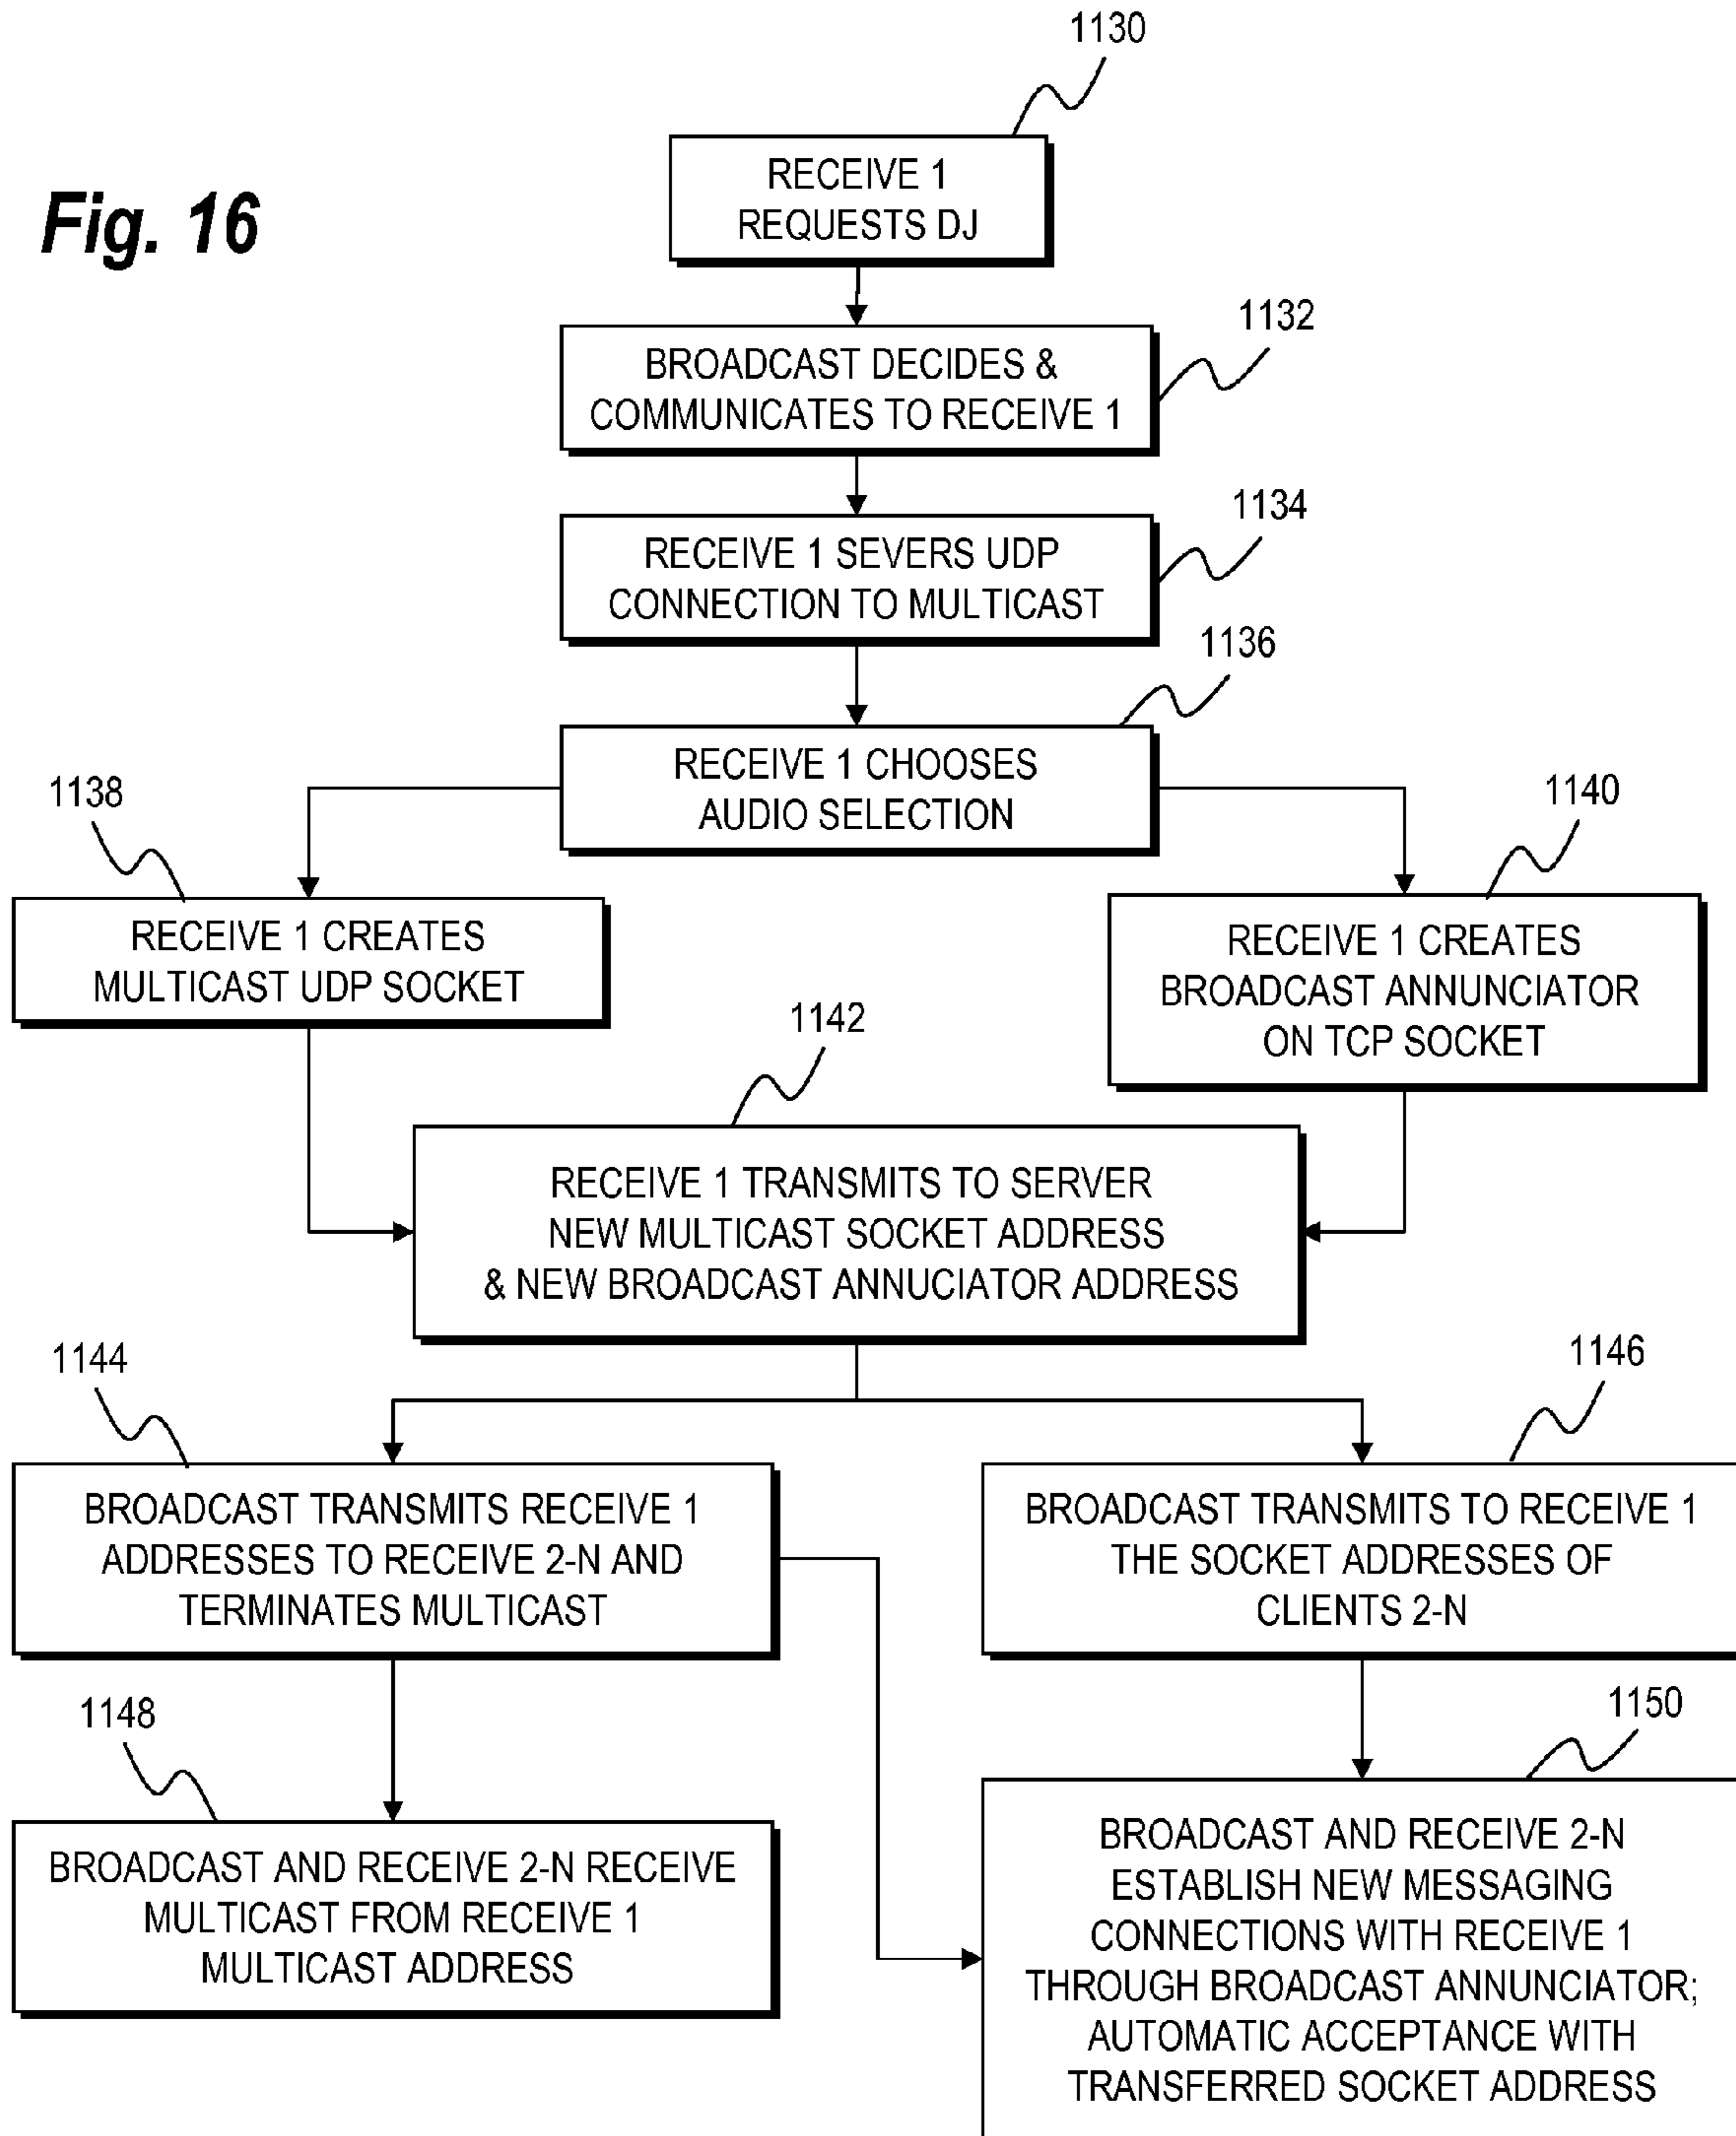 Fig. 16
1130
RECEIVE 1
REQUESTS DJ
1132
BROADCAST DECIDES &
COMMUNICATES TO RECEIVE 1
1134
RECEIVE 1 SEVERS UDP
CONNECTION TO MULTICAST
1136
RECEIVE 1 CHOOSES
AUDIO SELECTION
1138
RECEIVE 1 CREATES
MULTICAST UDP SOCKET
1140
RECEIVE 1 CREATES
BROADCAST ANNUNCIATOR
ON TCP SOCKET
1142
RECEIVE 1 TRANSMITS TO SERVER
NEW MULTICAST SOCKET ADDRESS
& NEW BROADCAST ANNUCIATOR ADDRESS
1144
BROADCAST TRANSMITS RECEIVE 1
ADDRESSES TO RECEIVE 2-N AND
TERMINATES MULTICAST
1146
BROADCAST TRANSMITS TO RECEIVE 1
THE SOCKET ADDRESSES OF
CLIENTS 2-N
1148
BROADCAST AND RECEIVE 2-N RECEIVE
MULTICAST FROM RECEIVE 1
MULTICAST ADDRESS
1150
BROADCAST AND RECEIVE 2-N
ESTABLISH NEW MESSAGING
CONNECTIONS WITH RECEIVE 1
THROUGH BROADCAST ANNUNCIATOR;
AUTOMATIC ACCEPTANCE WITH
TRANSFERRED SOCKET ADDRESS